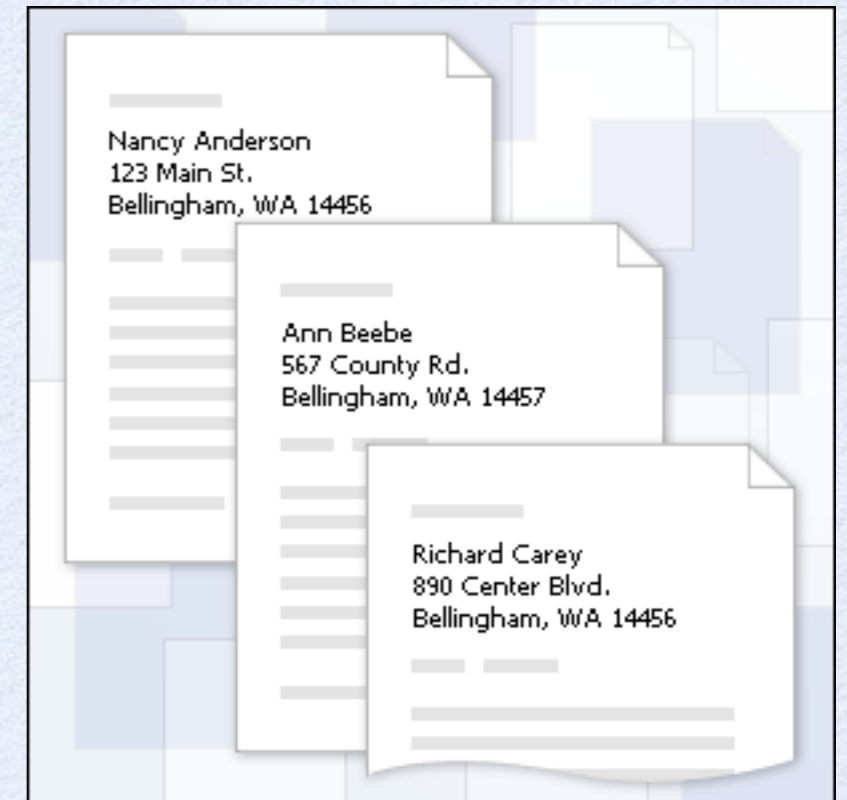 Nancy Anderson
123 Main St.
Bellingham, WA 14456
Ann Beebe
567 County Rd.
Bellingham, WA 14457
Richard Carey
890 Center Blvd.
Bellingham, WA 14456